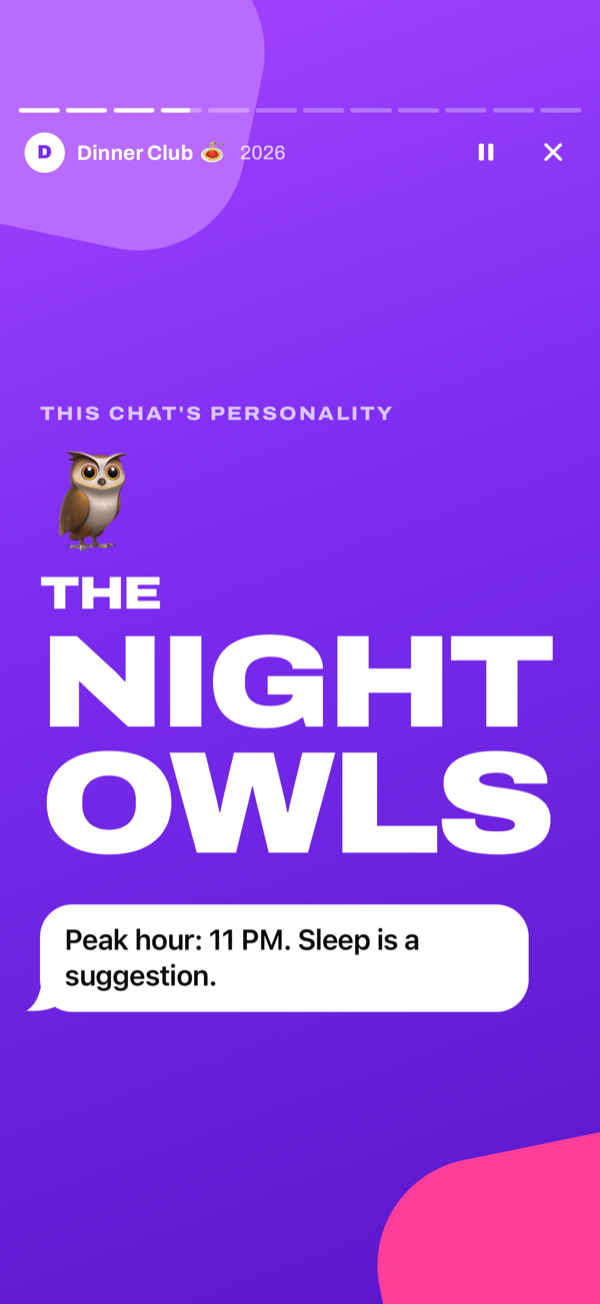 D Dinner Club 🍝 2026
THIS CHAT'S PERSONALITY
THE
NIGHT
OWLS
Peak hour: 11 PM. Sleep is a
suggestion.